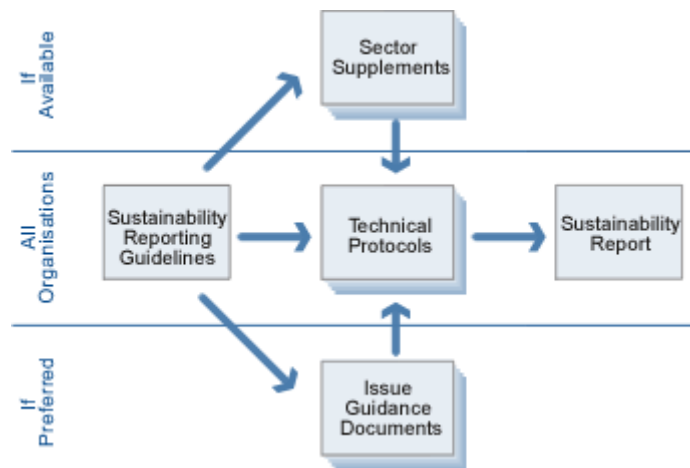 If
Available
Sector
Supplements
All
Organisations
Sustainability
Reporting
Guidelines
Technical
Protocols
Sustainability
Report
If
Preferred
Issue
Guidance
Documents